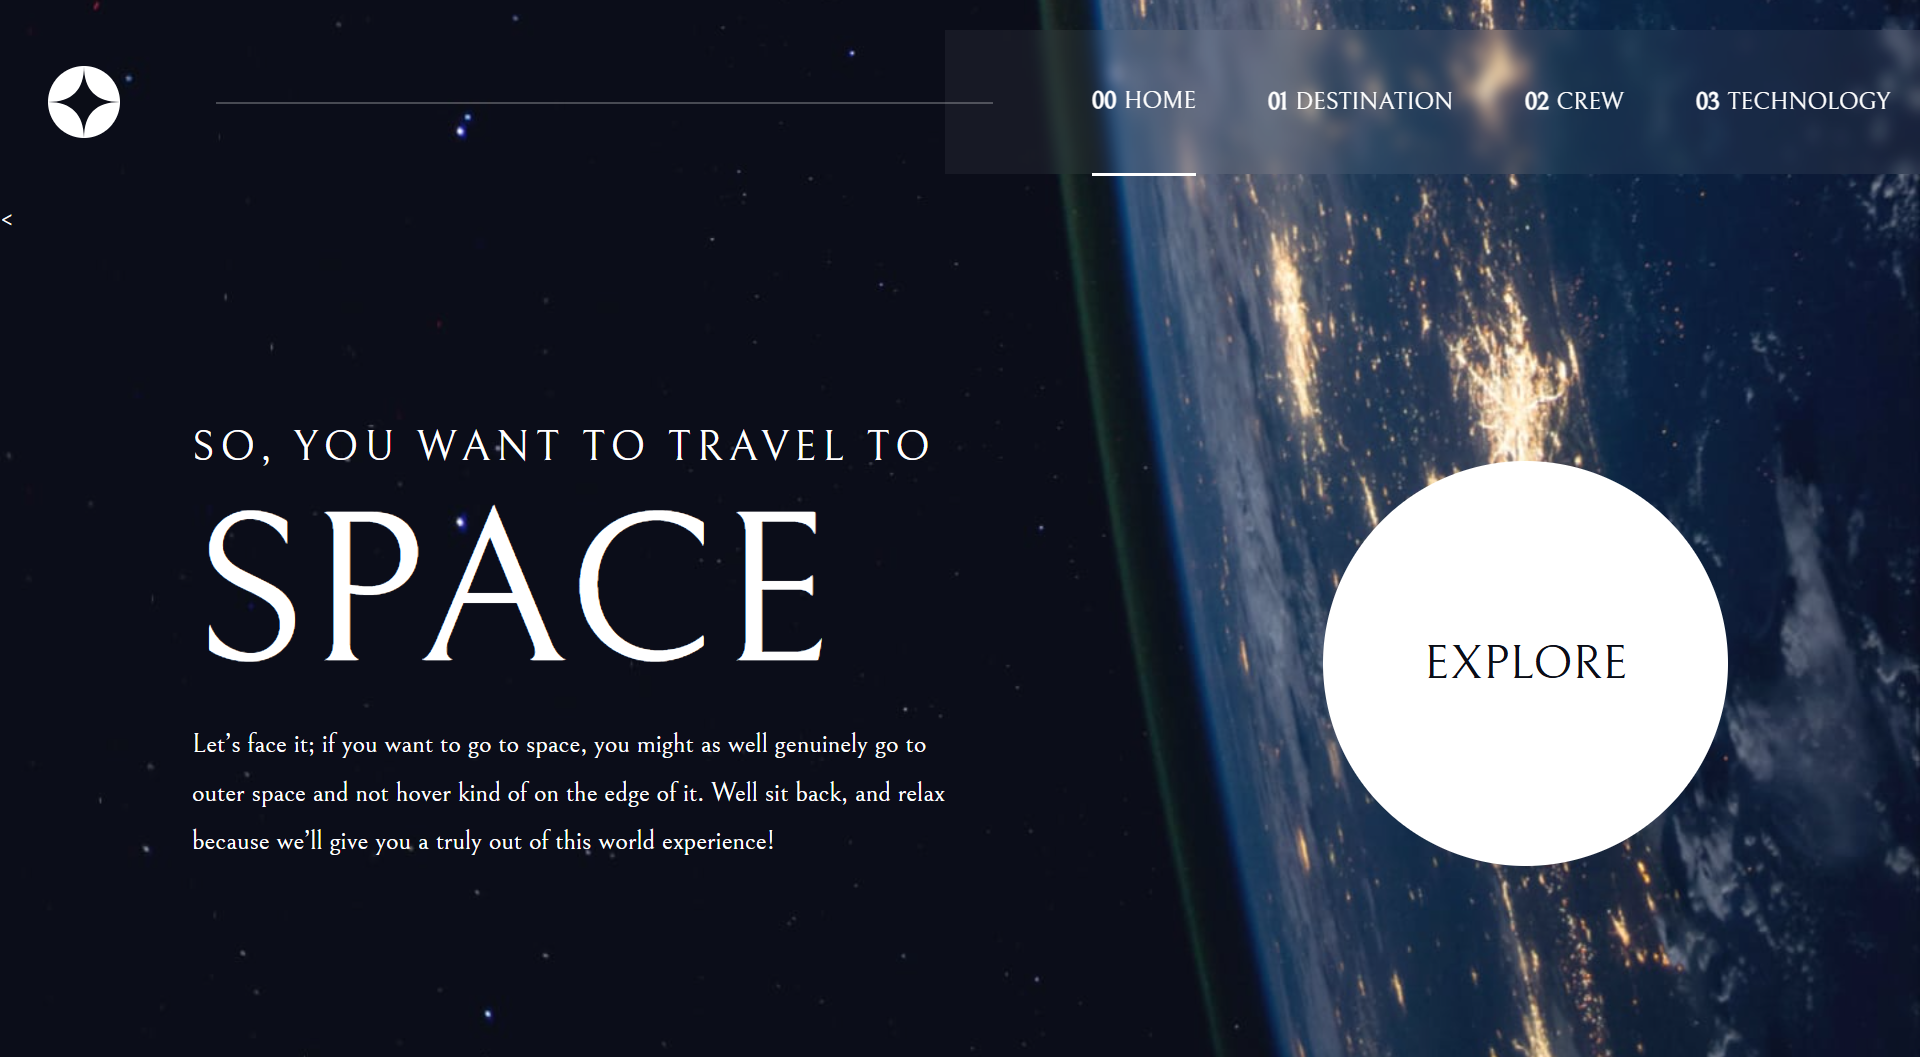 00 HOME 01 DESTINATION 02 CREW 03 TECHNOLOGY
<
SO, YOU WANT TO TRAVEL TO
SPACE
Let’s face it; if you want to go to space, you might as well genuinely go to
outer space and not hover kind of on the edge of it. Well sit back, and relax
because we’ll give you a truly out of this world experience!
EXPLORE